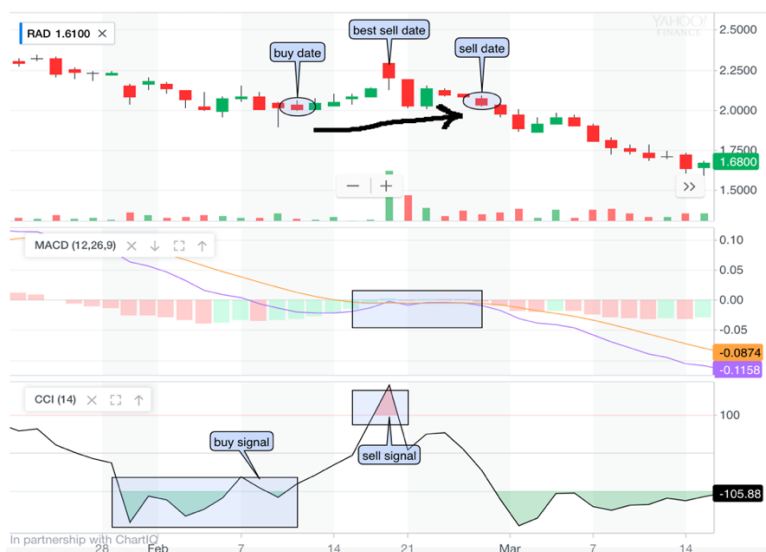 RAD 1.6100 ✕
YAHOO!
FINANCE
buy date
best sell date
sell date
2.5000
2.2500
2.0000
1.7500
1.6800
1.5000
MACD (12,26,9)
0.10
0.05
0.00
-0.05
-0.0874
-0.1158
CCI (14)
100
buy signal
sell signal
-105.88
In partnership with ChartIQ
28
Feb
7
14
21
Mar
7
14